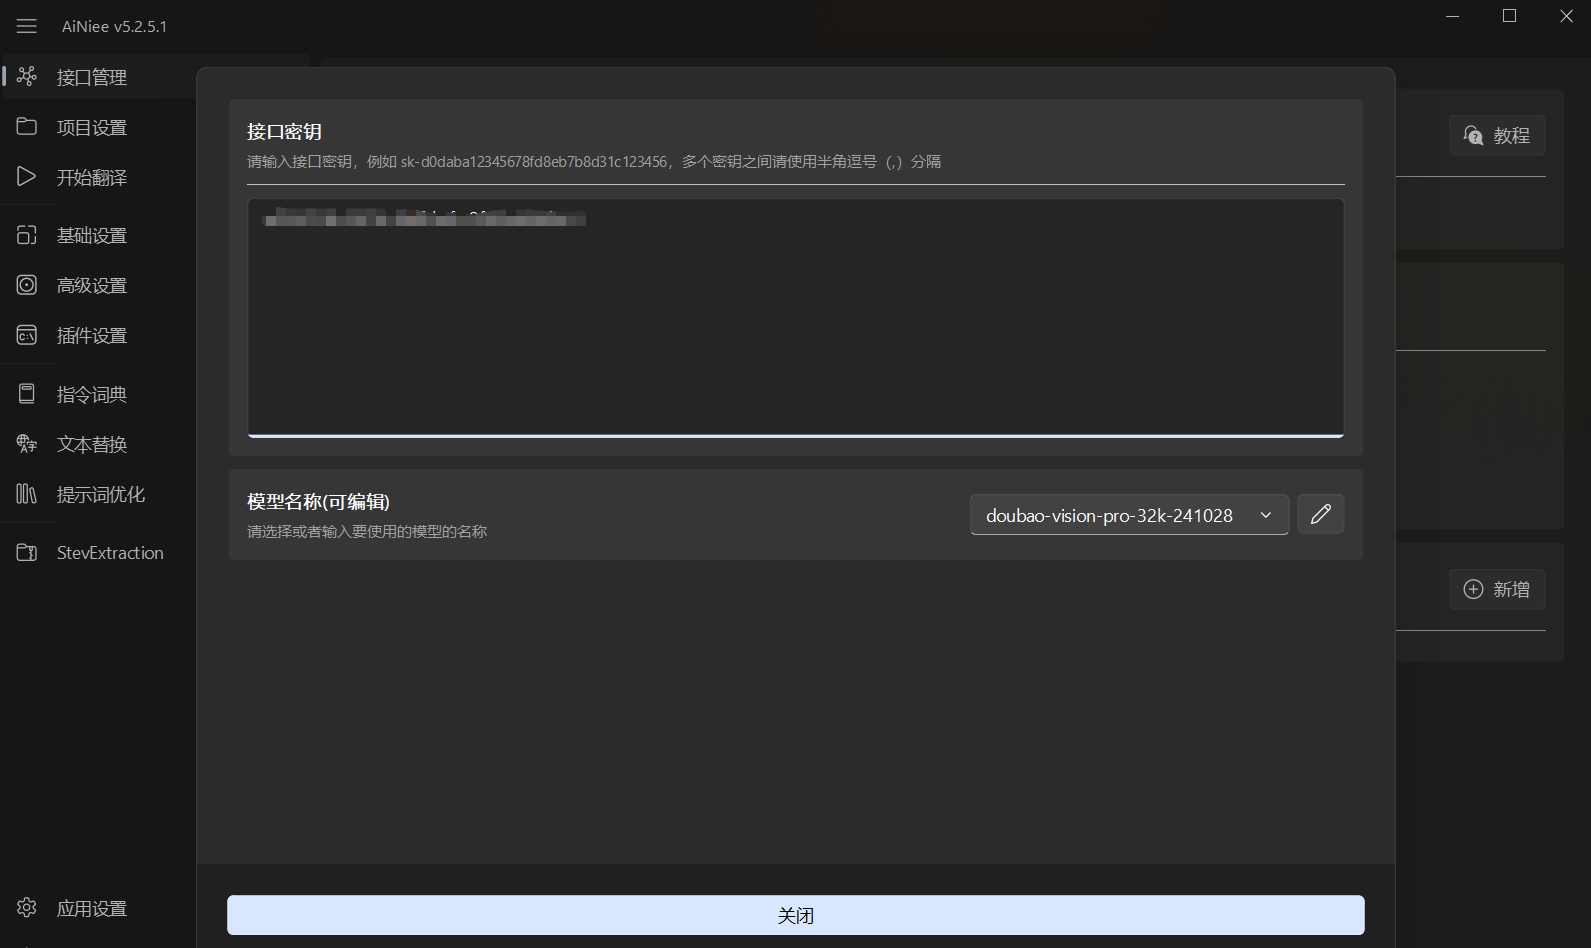 AiNiee v5.2.5.1
接口管理
项目设置
开始翻译
基础设置
高级设置
插件设置
指令词典
文本替换
提示词优化
StevExtraction
应用设置
接口密钥
请输入接口密钥，例如 sk-d0daba12345678fd8eb7b8d31c123456，多个密钥之间请使用半角逗号（,）分隔
模型名称(可编辑)
请选择或者输入要使用的模型的名称
doubao-vision-pro-32k-241028
关闭
教程
新增